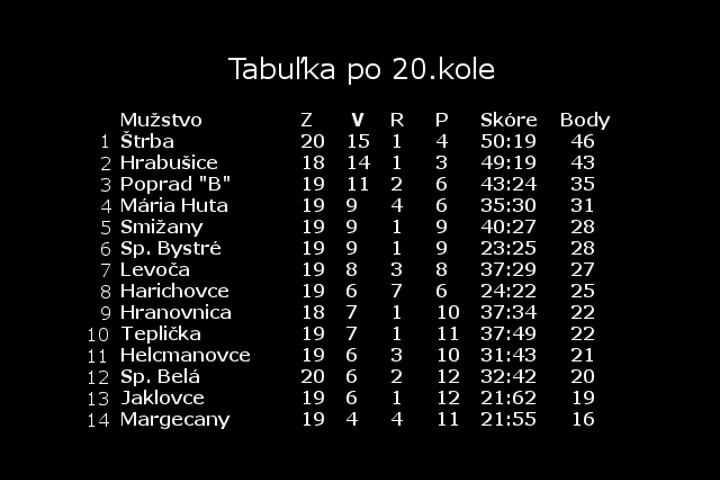 Tabuľka po 20.kole
Mužstvo Z V R P Skóre Body
1 Štrba 20 15 1 4 50:19 46
2 Hrabušice 18 14 1 3 49:19 43
3 Poprad "B" 19 11 2 6 43:24 35
4 Mária Huta 19 9 4 6 35:30 31
5 Smižany 19 9 1 9 40:27 28
6 Sp. Bystré 19 9 1 9 23:25 28
7 Levoča 19 8 3 8 37:29 27
8 Harichovce 19 6 7 6 24:22 25
9 Hranovnica 18 7 1 10 37:34 22
10 Teplička 19 7 1 11 37:49 22
11 Helcmanovce 19 6 3 10 31:43 21
12 Sp. Belá 20 6 2 12 32:42 20
13 Jaklovce 19 6 1 12 21:62 19
14 Margecany 19 4 4 11 21:55 16